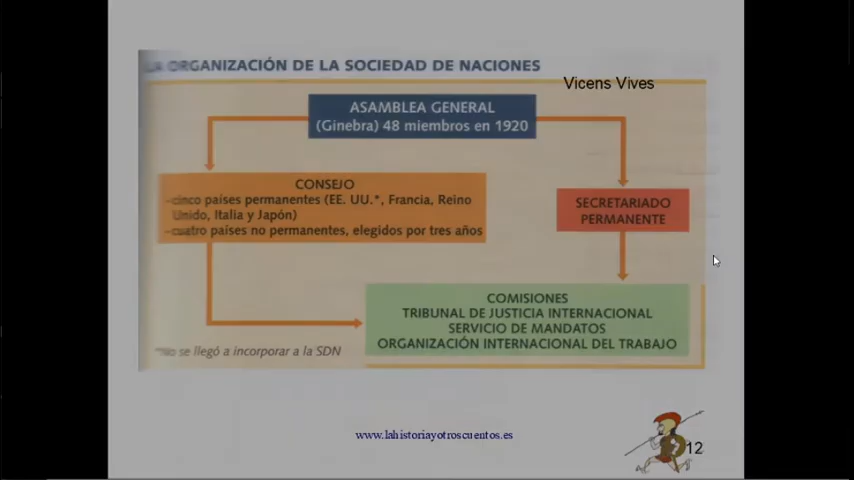 LA ORGANIZACIÓN DE LA SOCIEDAD DE NACIONES
Vicens Vives
ASAMBLEA GENERAL
(Ginebra) 48 miembros en 1920
CONSEJO
-cinco países permanentes (EE. UU.*, Francia, Reino
Unido, Italia y Japón)
-cuatro países no permanentes, elegidos por tres años
SECRETARIADO
PERMANENTE
COMISIONES
TRIBUNAL DE JUSTICIA INTERNACIONAL
SERVICIO DE MANDATOS
ORGANIZACIÓN INTERNACIONAL DEL TRABAJO
*No se llegó a incorporar a la SDN
www.lahistoriayotroscuentos.es
12